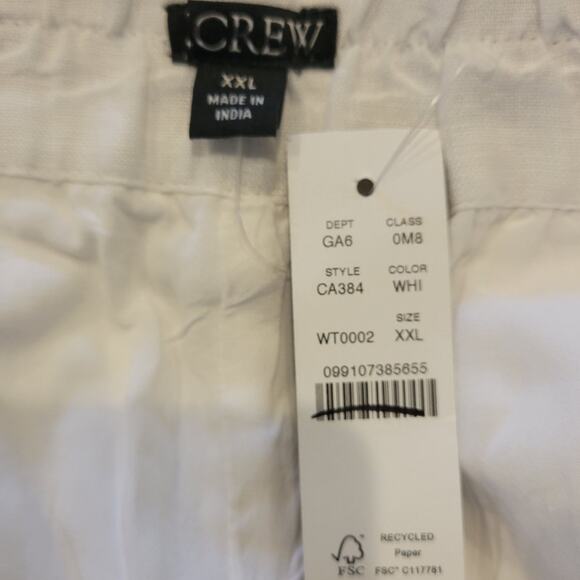 J.CREW
XXL
MADE IN
INDIA
DEPT CLASS
GA6 0M8
STYLE COLOR
CA384 WHI
SIZE
WT0002 XXL
099107385655
RECYCLED
Paper
FSC FSC® C117781